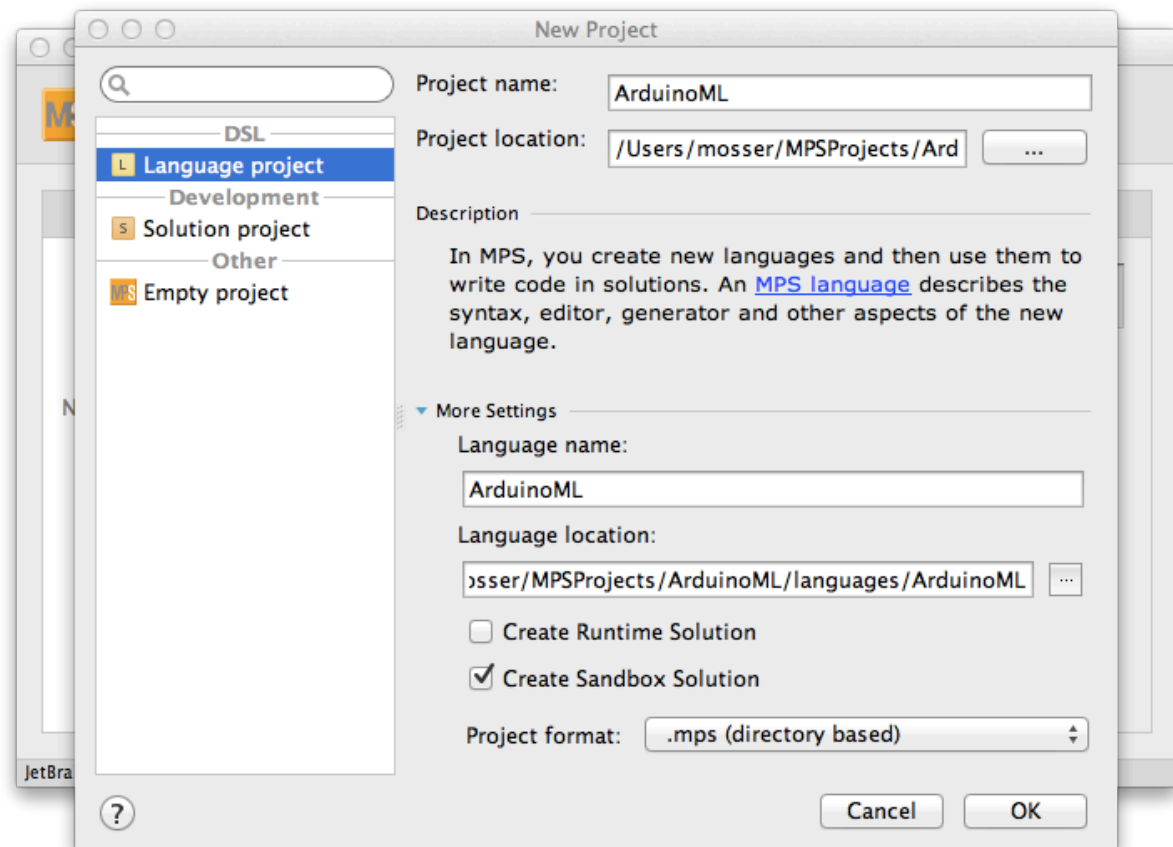 New Project
Project name:
ArduinoML
Project location:
/Users/mosser/MPSProjects/Ard
...
DSL
L Language project
Development
S Solution project
Other
MPS Empty project
Description
In MPS, you create new languages and then use them to
write code in solutions. An MPS language describes the
syntax, editor, generator and other aspects of the new
language.
More Settings
Language name:
ArduinoML
Language location:
osser/MPSProjects/ArduinoML/languages/ArduinoML
...
Create Runtime Solution
Create Sandbox Solution
Project format:
.mps (directory based)
JetBra
?
Cancel
OK